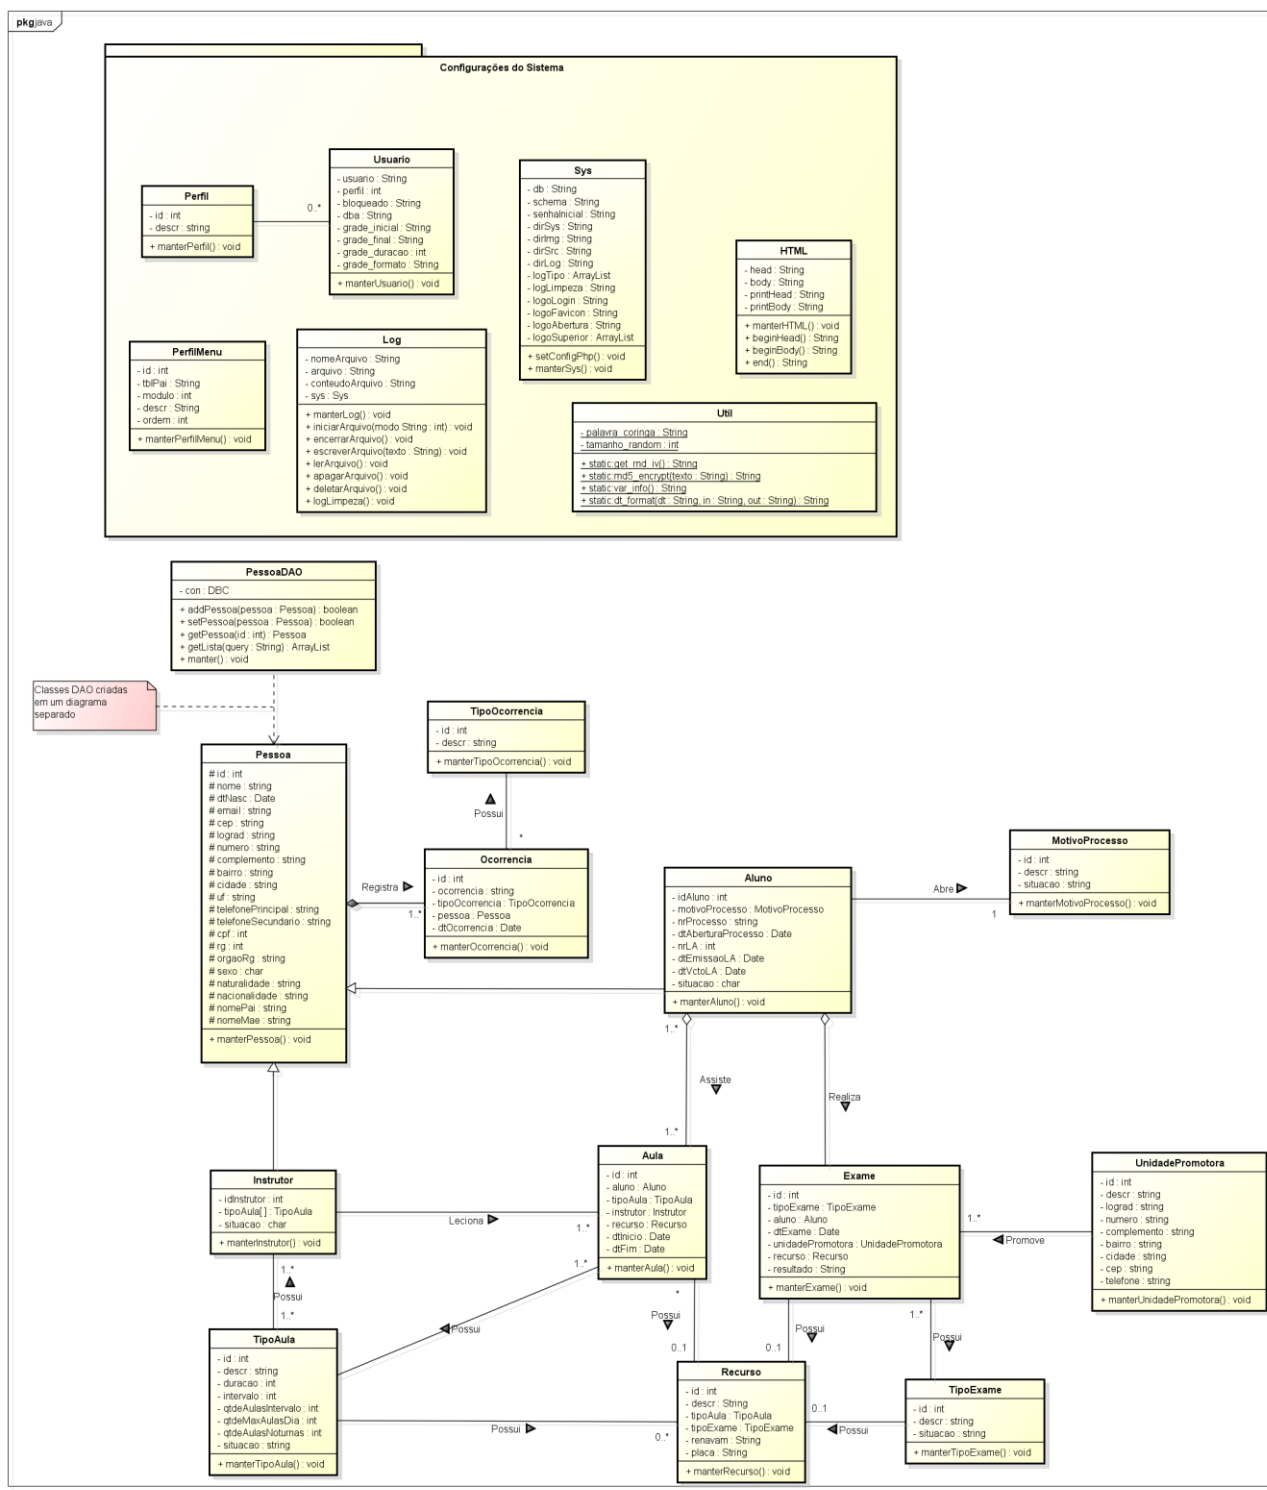 pkg java
Configurações do Sistema
Perfil
- id : int
- descr : string
+ manterPerfil() : void
0..*
Usuario
- usuario : String
- perfil : int
- bloqueado : String
- dba : String
- grade_inicial : String
- grade_final : String
- grade_duracao : int
- grade_formato : String
+ manterUsuario() : void
Sys
- db : String
- schema : String
- senhaInicial : String
- dirSys : String
- dirImg : String
- dirSrc : String
- dirLog : String
- logTipo : ArrayList
- logLimpeza : String
- logoLogin : String
- logoFavicon : String
- logoAbertura : String
- logoSuperior : ArrayList
+ setConfigPhp() : void
+ manterSys() : void
HTML
- head : String
- body : String
- printHead : String
- printBody : String
+ manterHTML() : void
+ beginHead() : String
+ beginBody() : String
+ end() : String
PerfilMenu
- id : int
- tblPai : String
- modulo : int
- descr : String
- ordem : int
+ manterPerfilMenu() : void
Log
- nomeArquivo : String
- arquivo : String
- conteudoArquivo : String
- sys : Sys
+ manterLog() : void
+ iniciarArquivo(modo String : int) : void
+ encerrarArquivo() : void
+ escreverArquivo(texto : String) : void
+ lerArquivo() : void
+ apagarArquivo() : void
+ deletarArquivo() : void
+ logLimpeza() : void
Util
- palavra_coringa : String
- tamanho_random : int
+ static:get_rnd_iv() : String
+ static:md5_encrypt(texto : String) : String
+ static:var_info() : String
+ static:dt_format(dt : String, in : String, out : String) : String
PessoaDAO
- con : DBC
+ addPessoa(pessoa : Pessoa) : boolean
+ setPessoa(pessoa : Pessoa) : boolean
+ getPessoa(id : int) : Pessoa
+ getLista(query : String) : ArrayList
+ manter() : void
Classes DAO criadas
em um diagrama
separado
TipoOcorrencia
- id : int
- descr : string
+ manterTipoOcorrencia() : void
Possui
*
Pessoa
# id : int
# nome : string
# dtNasc : Date
# email : string
# cep : string
# lograd : string
# numero : string
# complemento : string
# bairro : string
# cidade : string
# uf : string
# telefonePrincipal : string
# telefoneSecundario : string
# cpf : int
# rg : int
# orgaoRg : string
# sexo : char
# naturalidade : string
# nacionalidade : string
# nomePai : string
# nomeMae : string
+ manterPessoa() : void
Registra
1..*
Ocorrencia
- id : int
- ocorrencia : string
- tipoOcorrencia : TipoOcorrencia
- pessoa : Pessoa
- dtOcorrencia : Date
+ manterOcorrencia() : void
Aluno
- idAluno : int
- motivoProcesso : MotivoProcesso
- nrProcesso : string
- dtAberturaProcesso : Date
- nrLA : int
- dtEmissaoLA : Date
- dtVctoLA : Date
- situacao : char
+ manterAluno() : void
Abre
1
MotivoProcesso
- id : int
- descr : string
- situacao : string
+ manterMotivoProcesso() : void
1..*
Assiste
1..*
Realiza
Instrutor
- idInstrutor : int
- tipoAula[ ] : TipoAula
- situacao : char
+ manterInstrutor() : void
Leciona
1..*
Aula
- id : int
- aluno : Aluno
- tipoAula : TipoAula
- instrutor : Instrutor
- recurso : Recurso
- dtInicio : Date
- dtFim : Date
+ manterAula() : void
Exame
- id : int
- tipoExame : TipoExame
- aluno : Aluno
- dtExame : Date
- unidadePromotora : UnidadePromotora
- recurso : Recurso
- resultado : String
+ manterExame() : void
1..*
Promove
UnidadePromotora
- id : int
- descr : string
- lograd : string
- numero : string
- complemento : string
- bairro : string
- cidade : string
- cep : string
- telefone : string
+ manterUnidadePromotora() : void
1..*
Possui
1..*
1..*
Possui
*
Possui
0..1
Possui
0..1
1..*
Possui
TipoAula
- id : int
- descr : string
- duracao : int
- intervalo : int
- qtdeAulasIntervalo : int
- qtdeMaxAulasDia : int
- qtdeAulasNoturnas : int
- situacao : string
+ manterTipoAula() : void
Possui
0..*
Recurso
- id : int
- descr : String
- tipoAula : TipoAula
- tipoExame : TipoExame
- renavam : String
- placa : String
+ manterRecurso() : void
0..1
Possui
TipoExame
- id : int
- descr : string
- situacao : string
+ manterTipoExame() : void